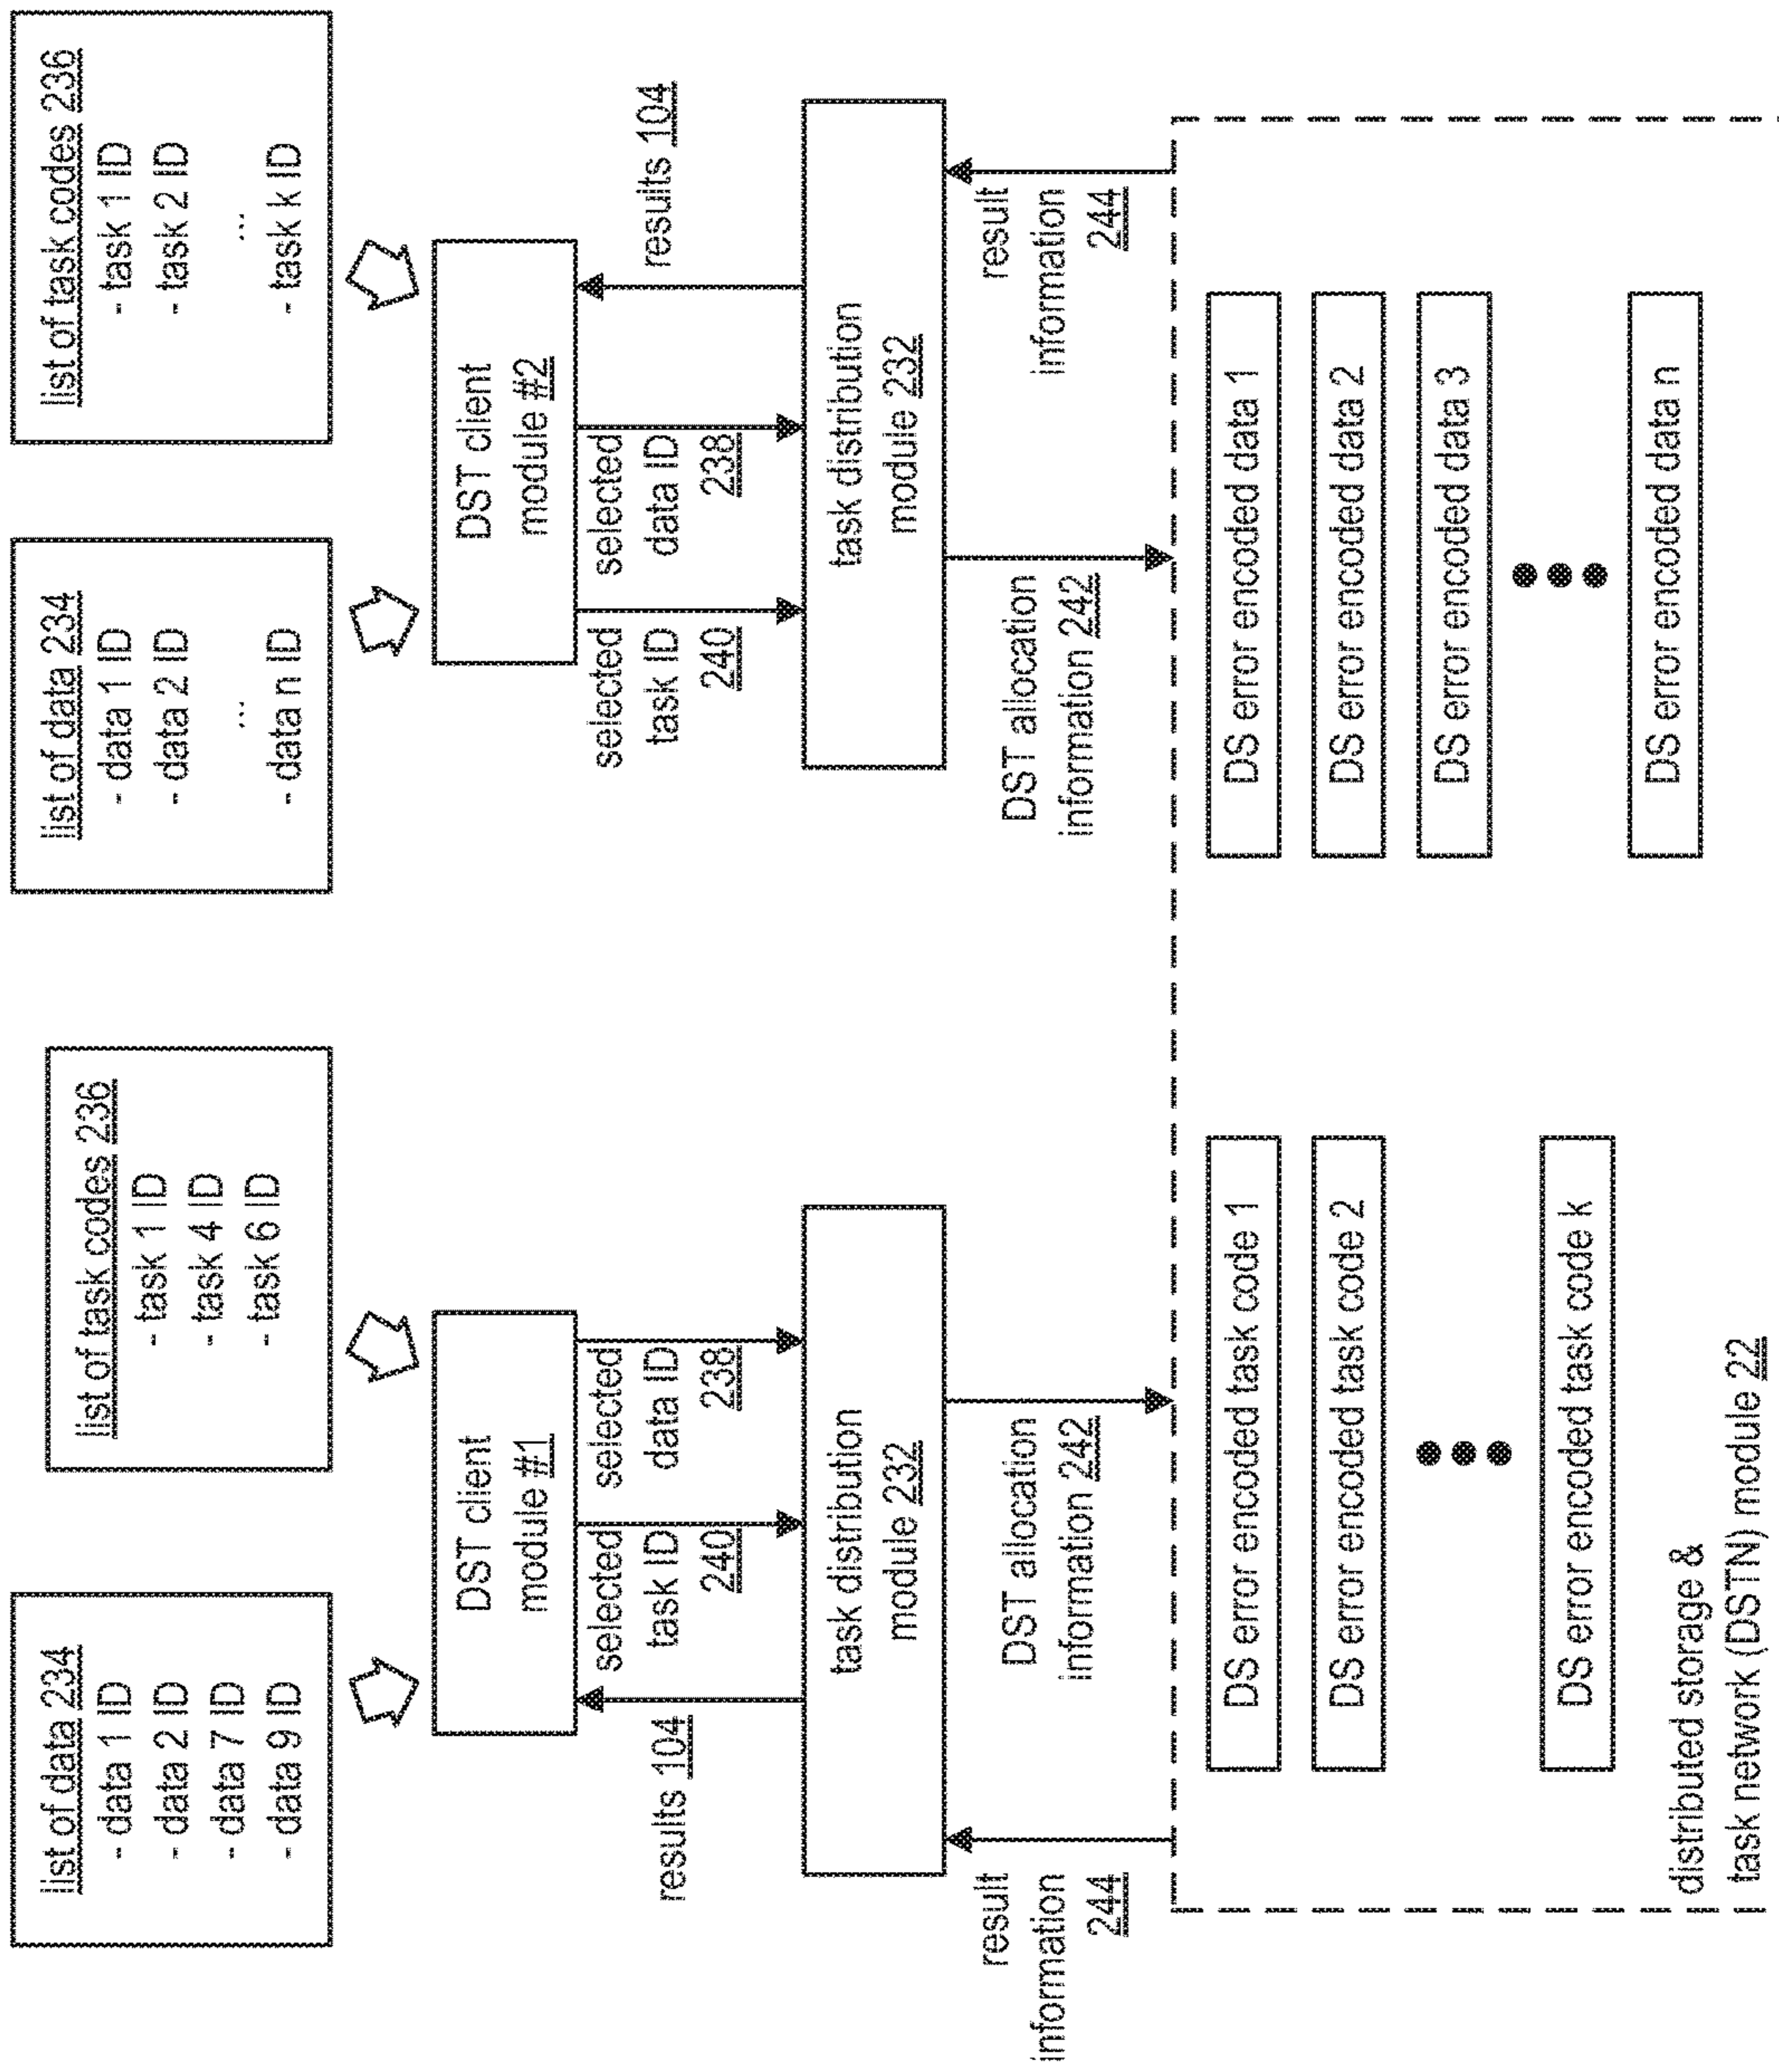 list of data 234
- data 1 ID
- data 2 ID
- data 7 ID
- data 9 ID
list of task codes 236
- task 1 ID
- task 4 ID
- task 6 ID
list of data 234
- data 1 ID
- data 2 ID
...
- data n ID
list of task codes 236
- task 1 ID
- task 2 ID
...
- task k ID
DST client
module #1
DST client
module #2
results 104
selected
task ID
240
selected
data ID
238
selected
task ID
240
selected
data ID
238
results 104
task distribution
module 232
task distribution
module 232
result
information
244
DST allocation
information 242
DST allocation
information 242
result
information
244
DS error encoded task code 1
DS error encoded task code 2
DS error encoded task code k
DS error encoded data 1
DS error encoded data 2
DS error encoded data 3
DS error encoded data n
distributed storage &
task network (DSTN) module 22